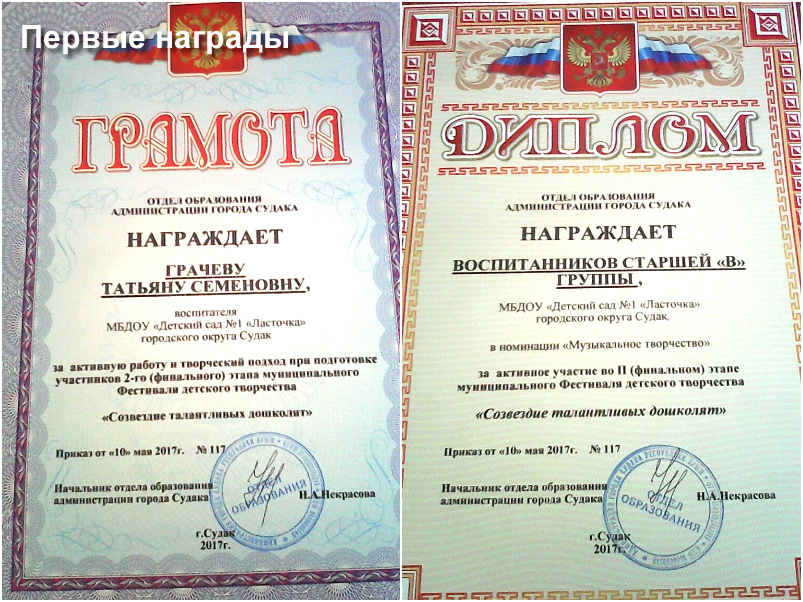 Первые награды
ГРАМОТА
ОТДЕЛ ОБРАЗОВАНИЯ
АДМИНИСТРАЦИИ ГОРОДА СУДАКА
НАГРАЖДАЕТ
ГРАЧЕВУ
ТАТЬЯНУ СЕМЕНОВНУ,
воспитателя
МБДОУ «Детский сад №1 «Ласточка»
городского округа Судак
за активную работу и творческий подход при подготовке
участников 2-го (финального) этапа муниципального
Фестиваля детского творчества
«Созвездие талантливых дошколят»
Приказ от «10» мая 2017г. № 117
Начальник отдела образования
администрации города Судака Н.А.Некрасова
ОТДЕЛ
ОБРАЗОВАНИЯ
г.Судак
2017г.
ДИПЛОМ
ОТДЕЛ ОБРАЗОВАНИЯ
АДМИНИСТРАЦИИ ГОРОДА СУДАКА
НАГРАЖДАЕТ
ВОСПИТАННИКОВ СТАРШЕЙ «В»
ГРУППЫ ,
МБДОУ «Детский сад №1 «Ласточка»
городского округа Судак,
в номинации «Музыкальное творчество»
за активное участие во II (финальном) этапе
муниципального Фестиваля детского творчества
«Созвездие талантливых дошколят»
Приказ от «10» мая 2017г. № 117
Начальник отдела образования
администрации города Судака Н.А.Некрасова
ОТДЕЛ
ОБРАЗОВАНИЯ
г.Судак
2017г.